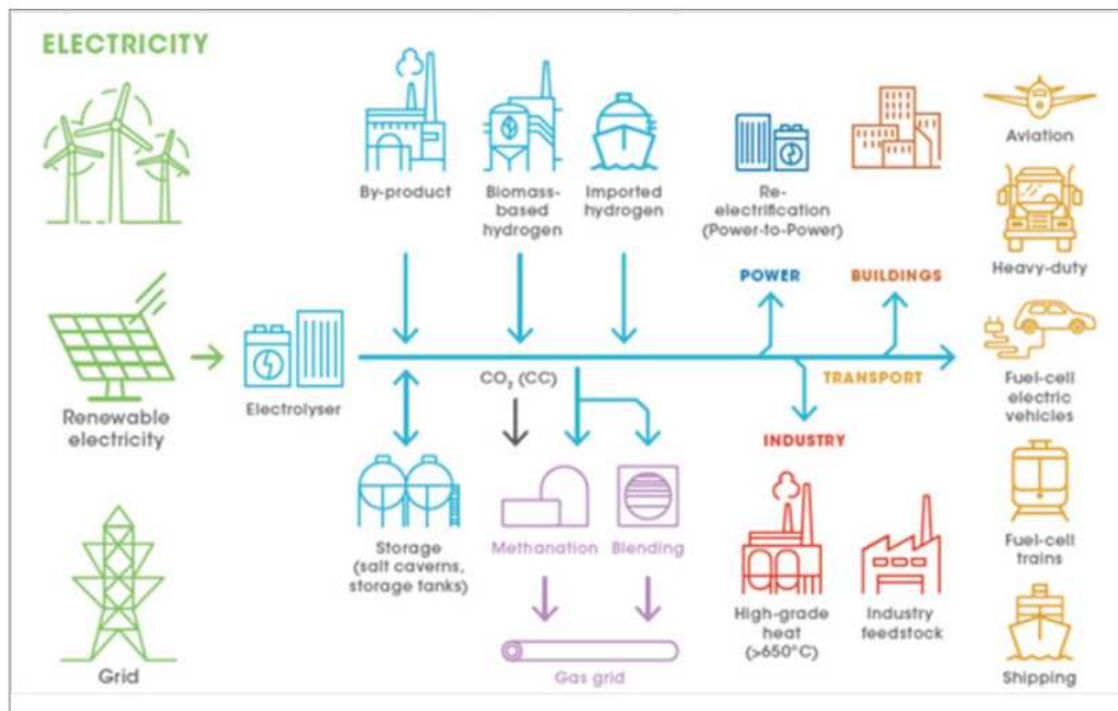 ELECTRICITY
By-product
Biomass-
based
hydrogen
Imported
hydrogen
Re-
electrification
(Power-to-Power)
Aviation
Heavy-duty
POWER
BUILDINGS
Renewable
electricity
Electrolyser
CO₂ (CC)
TRANSPORT
Fuel-cell
electric
vehicles
INDUSTRY
Storage
(salt caverns,
storage tanks)
Methanation
Blending
High-grade
heat
(>650°C)
Industry
feedstock
Fuel-cell
trains
Grid
Gas grid
Shipping